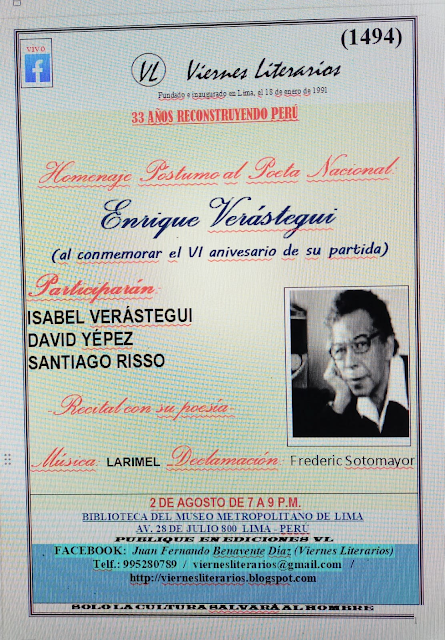 (1494)
VIVO
f
VL Viernes Literarios
Fundado e inaugurado en Lima, el 18 de enero de 1991
33 AÑOS RECONSTRUYENDO PERÚ
Homenaje Póstumo al Poeta Nacional:
Enrique Verástegui
(al conmemorar el VI anivesario de su partida)
Participarán:
ISABEL VERÁSTEGUI
DAVID YÉPEZ
SANTIAGO RISSO
-Recital con su poesía-
Música: LARIMEL Declamación: Frederic Sotomayor
2 DE AGOSTO DE 7 A 9 P.M.
BIBLIOTECA DEL MUSEO METROPOLITANO DE LIMA
AV. 28 DE JULIO 800 LIMA - PERÚ
PUBLIQUE EN EDICIONES VL
FACEBOOK: Juan Fernando Benavente Díaz (Viernes Literarios)
Telf.: 995280789 / viernesliterarios@gmail.com /
http://viernesliterarios.blogspot.com
SOLO LA CULTURA SALVARÁ AL HOMBRE